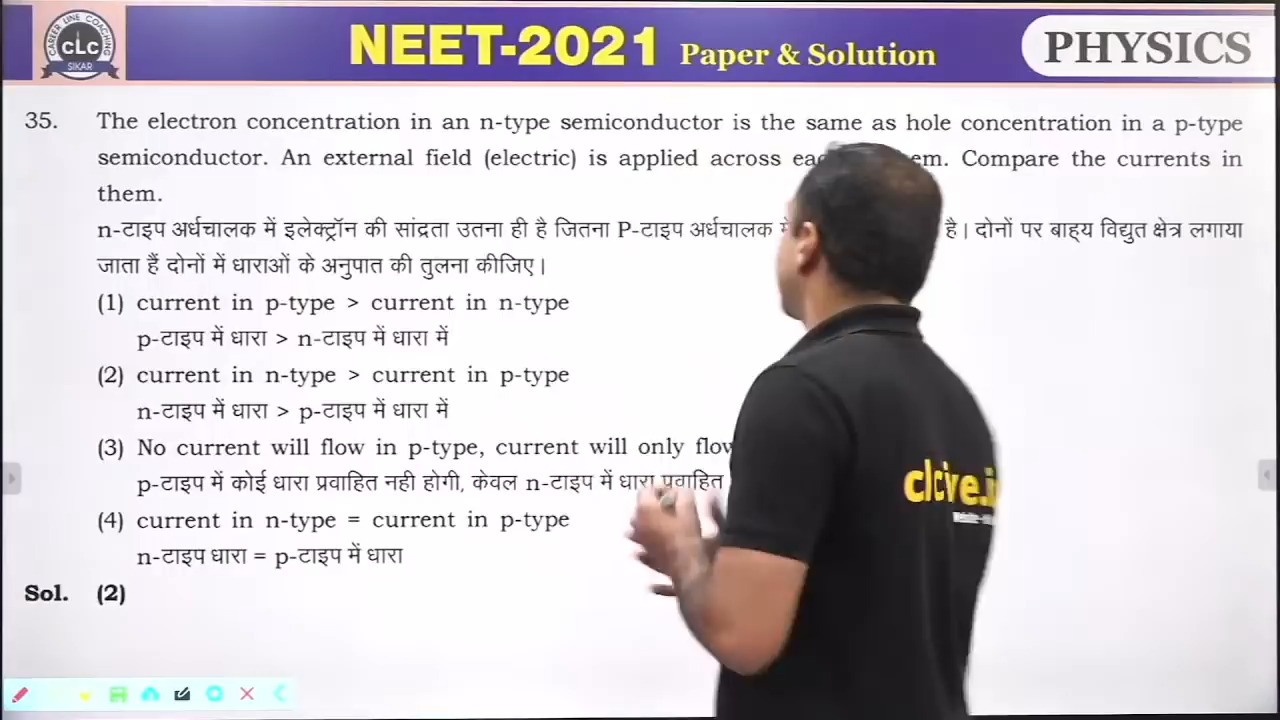 CAREER LINE COACHING
CLC
SIKAR
NEET-2021 Paper & Solution
PHYSICS
35. The electron concentration in an n-type semiconductor is the same as hole concentration in a p-type
semiconductor. An external field (electric) is applied across Compare the currents in
them.
n-टाइप अर्धचालक में इलेक्ट्रॉन की सांद्रता उतना ही है जितना P-टाइप अर्धचालक है। दोनों पर बाह्य विद्युत क्षेत्र लगाया
जाता हैं दोनों में धाराओं के अनुपात की तुलना कीजिए।
(1) current in p-type > current in n-type
p-टाइप में धारा > n-टाइप में धारा में
(2) current in n-type > current in p-type
n-टाइप में धारा > p-टाइप में धारा में
(3) No current will flow in p-type, current will only
p-टाइप में कोई धारा प्रवाहित नही होगी, केवल n-टाइप में धारा प्रवाहित
(4) current in n-type = current in p-type
n-टाइप धारा = p-टाइप में धारा
Sol. (2)